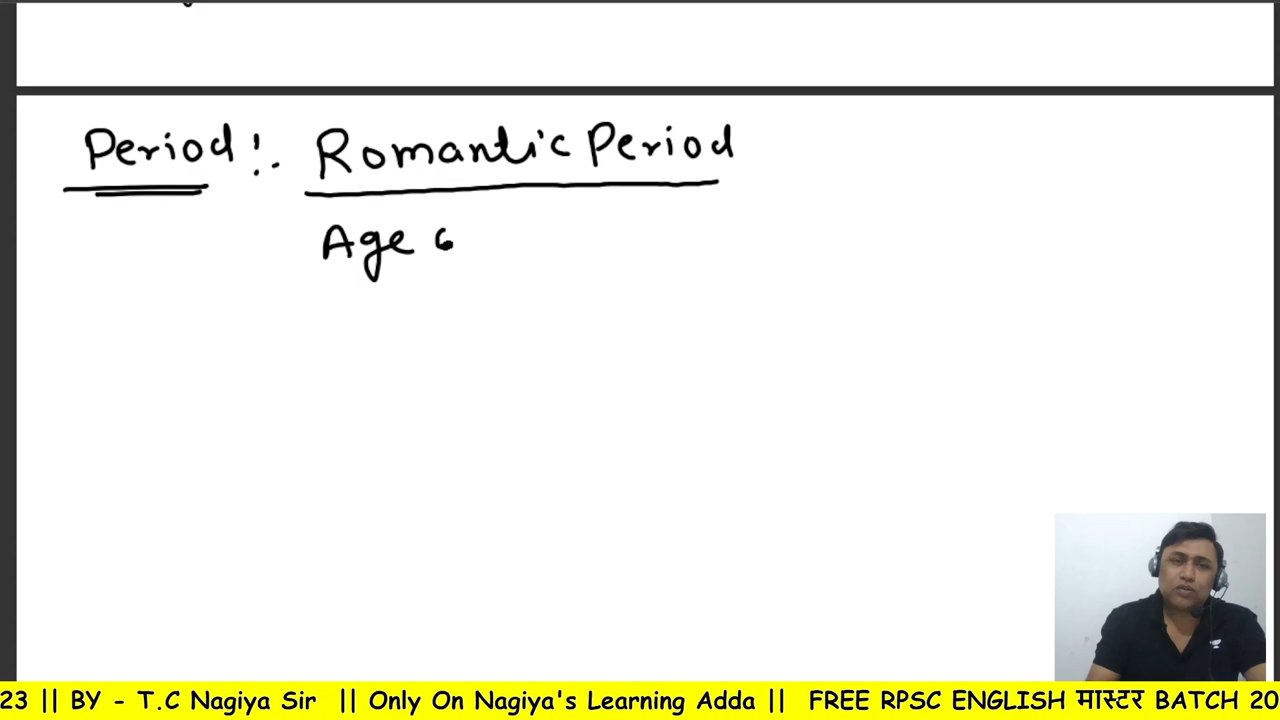 Period :- Romantic Period
Age o
23 || BY - T.C Nagiya Sir || Only On Nagiya's Learning Adda || FREE RPSC ENGLISH मास्टर BATCH 20